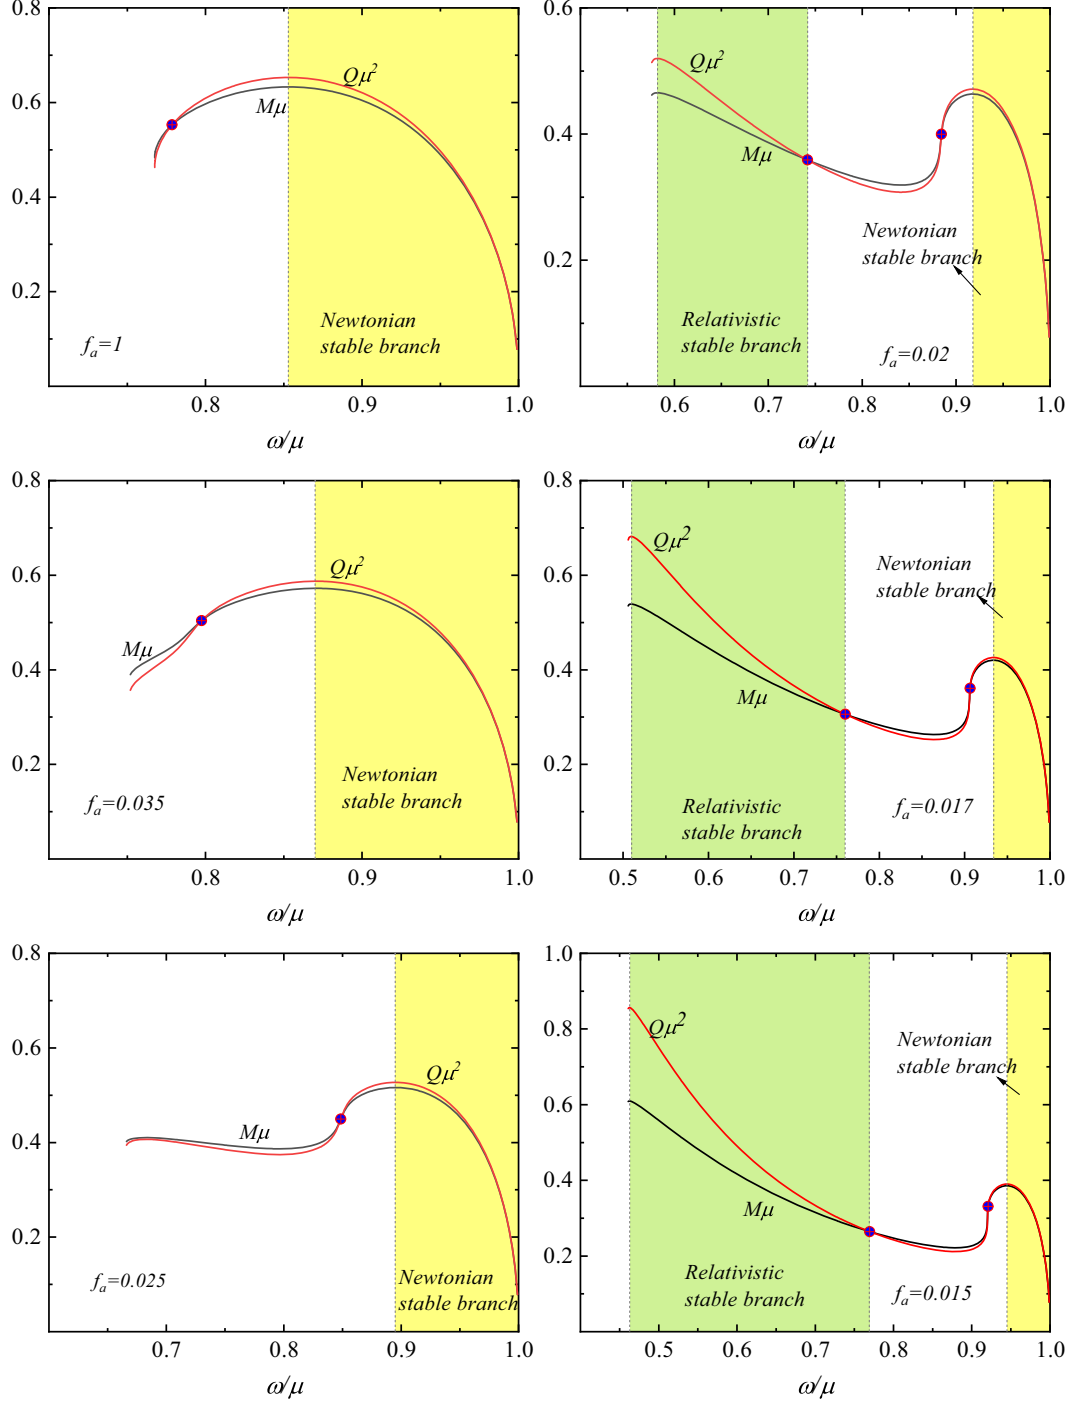 0.8
0.6
0.4
0.2
Qμ²
Mμ
Newtonian
stable branch
f_a=1
0.8 0.9 1.0
ω/μ
0.6
0.4
0.2
Qμ²
Mμ
Newtonian
stable branch
Relativistic
stable branch
f_a=0.02
0.6 0.7 0.8 0.9 1.0
ω/μ
0.8
0.6
0.4
0.2
Qμ²
Mμ
Newtonian
stable branch
f_a=0.035
0.8 0.9 1.0
ω/μ
0.8
0.6
0.4
0.2
Qμ²
Newtonian
stable branch
Mμ
Relativistic
stable branch
f_a=0.017
0.5 0.6 0.7 0.8 0.9 1.0
ω/μ
0.8
0.6
0.4
0.2
Qμ²
Mμ
Newtonian
stable branch
f_a=0.025
0.7 0.8 0.9 1.0
ω/μ
1.0
0.8
0.6
0.4
0.2
0.0
Qμ²
Newtonian
stable branch
Mμ
Relativistic
stable branch
f_a=0.015
0.5 0.6 0.7 0.8 0.9 1.0
ω/μ